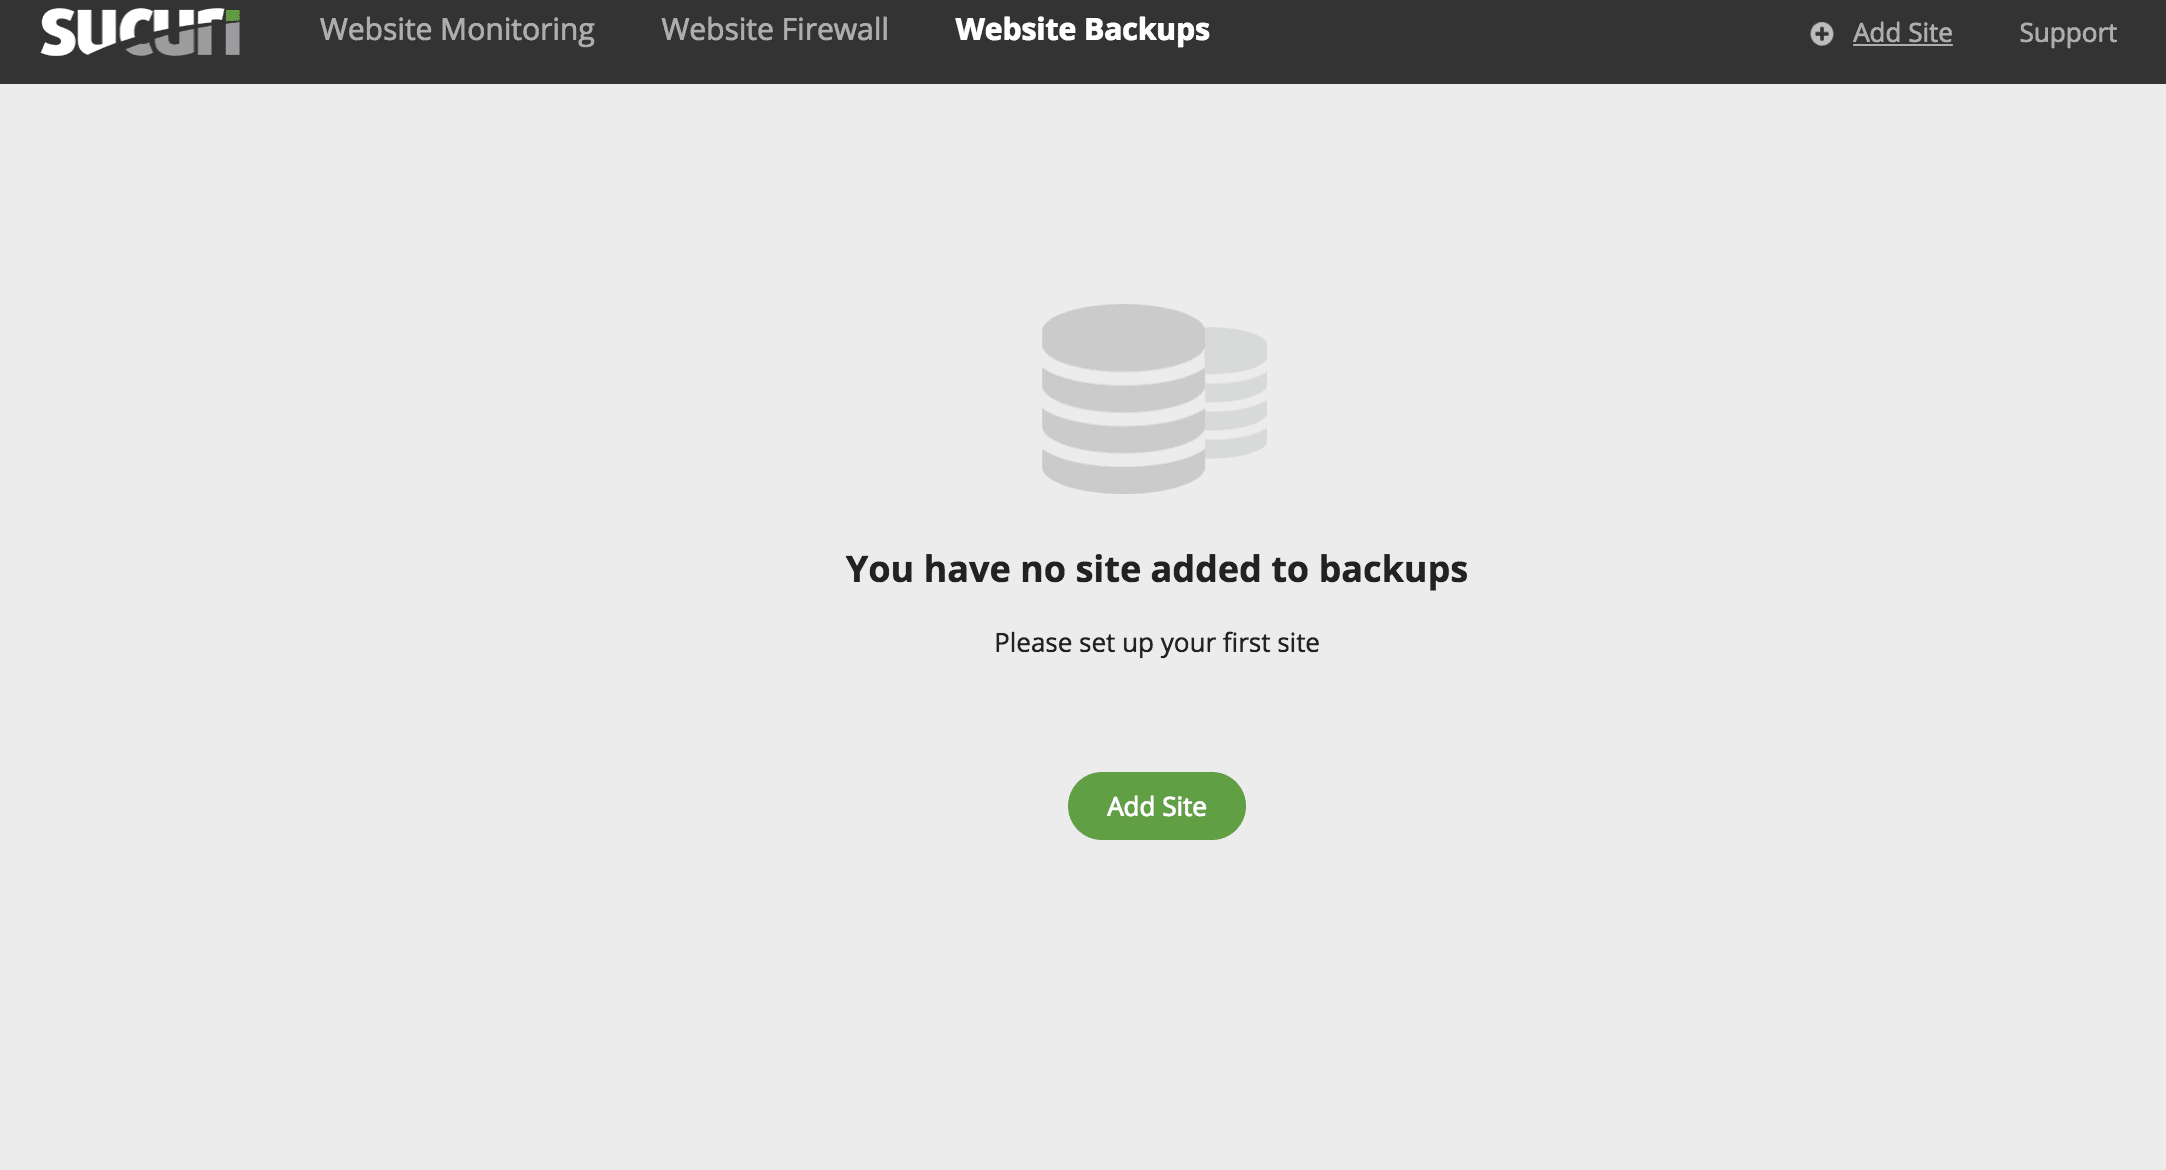 sucuri Website Monitoring Website Firewall Website Backups Add Site Support
You have no site added to backups
Please set up your first site
Add Site